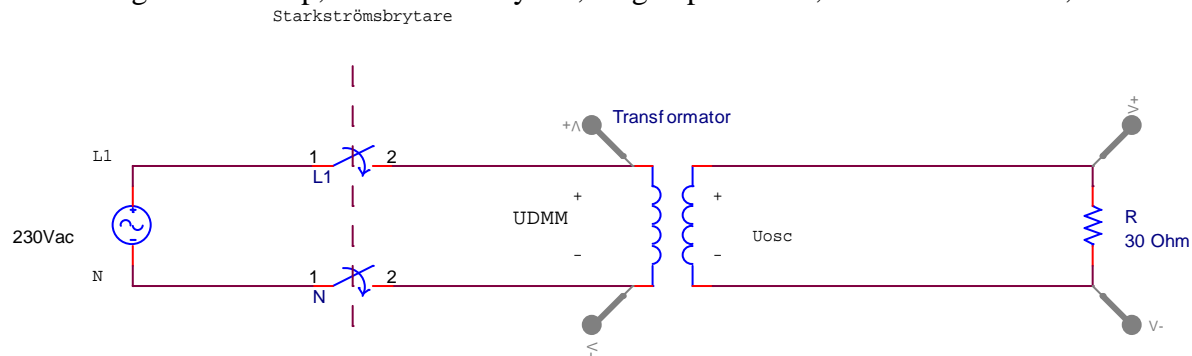 Starkströmsbrytare
V+
+V
Transformator
L1
1
2
L1
+
+
UDMM
R
230Vac
Uosc
30 Ohm
-
-
N
1
2
N
V-
V-